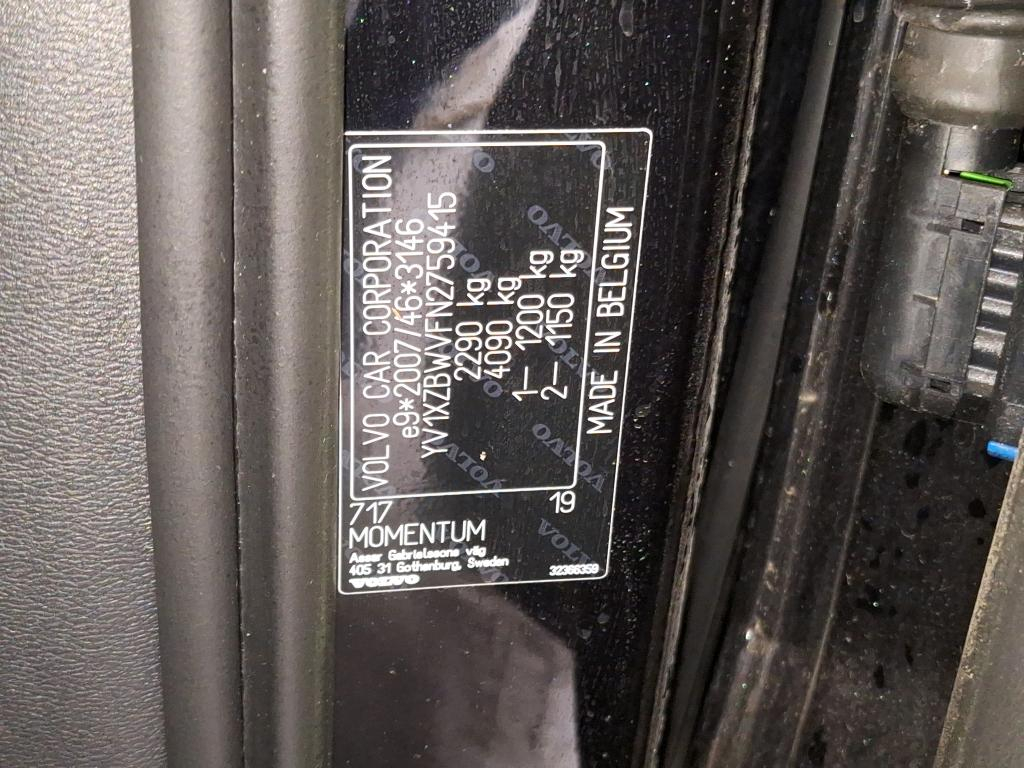 VOLVO CAR CORPORATION
e9*2007/46*3146
YV1XZBWVFN2759415
2290 kg
4090 kg
1— 1200 kg
2— 1150 kg
MADE IN BELGIUM
717
19
MOMENTUM
Assar Gabrielssons väg
405 31 Gothenburg, Sweden
VOLVO
32366359